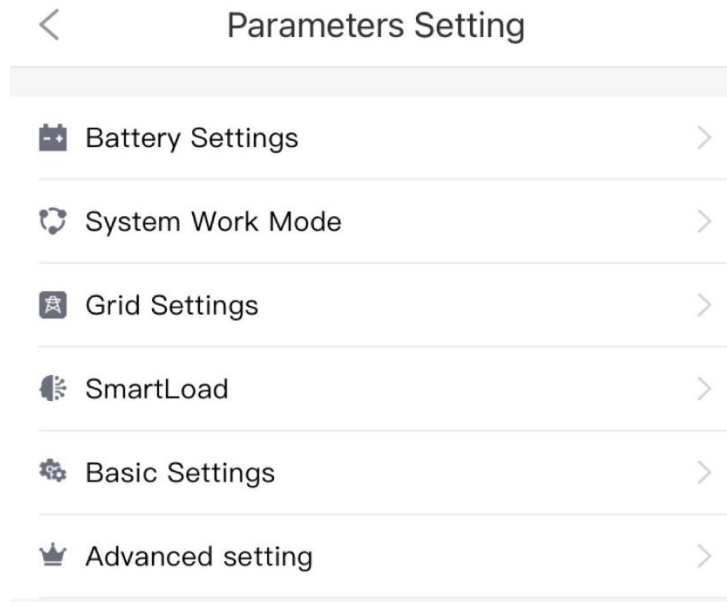 Parameters Setting
Battery Settings
System Work Mode
Grid Settings
SmartLoad
Basic Settings
Advanced setting